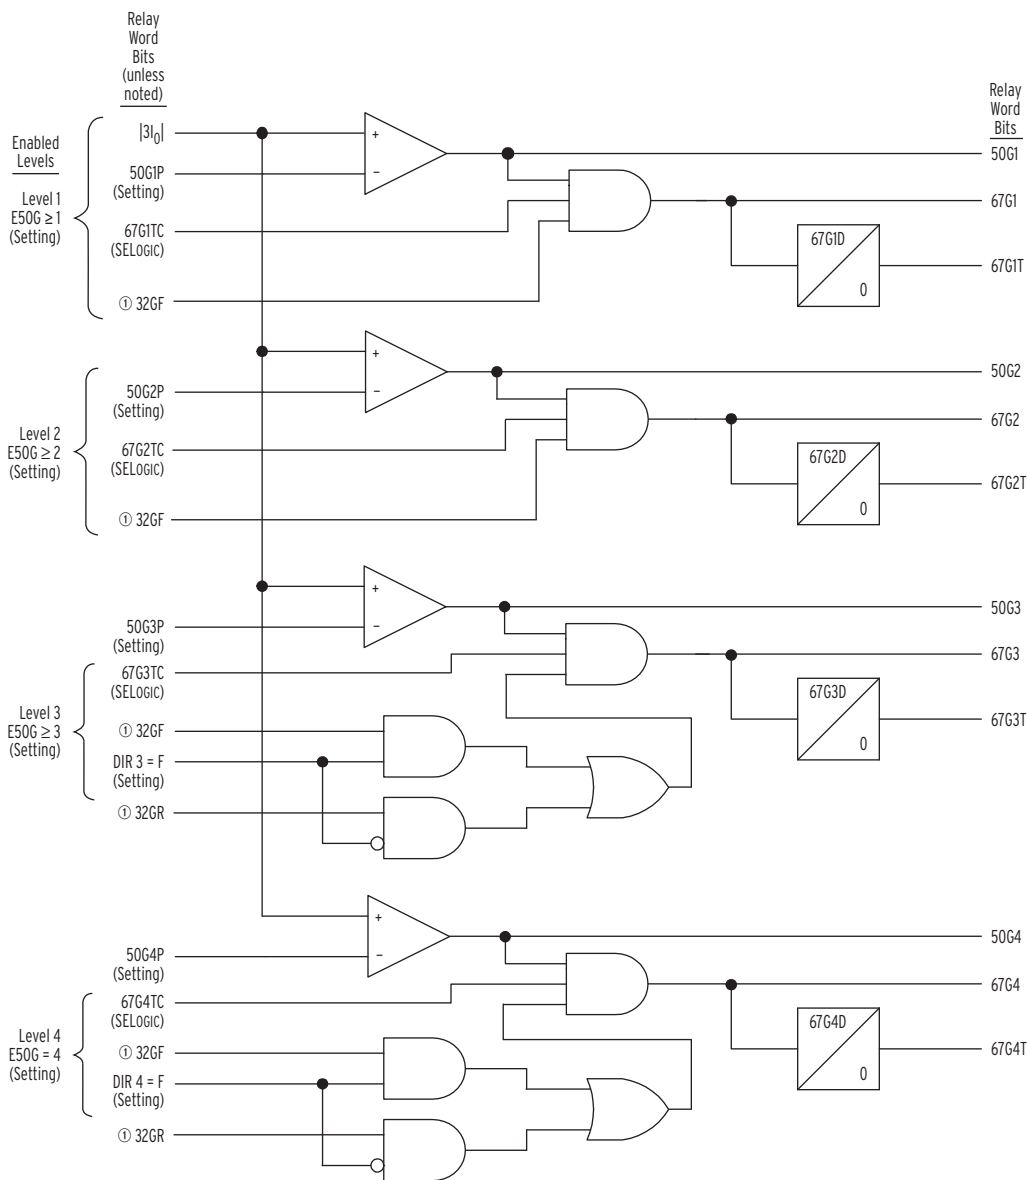 Relay
Word
Bits
(unless
noted)
Relay
Word
Bits
Enabled
Levels
|3I0|
+
−
50G1P
(Setting)
50G1
Level 1
E50G ≥ 1
(Setting)
67G1
67G1TC
(SELOGIC)
67G1D
0
67G1T
① 32GF
+
−
50G2
50G2P
(Setting)
67G2
Level 2
E50G ≥ 2
(Setting)
67G2TC
(SELOGIC)
67G2D
0
67G2T
① 32GF
+
−
50G3
50G3P
(Setting)
67G3
67G3TC
(SELOGIC)
67G3D
0
67G3T
Level 3
E50G ≥ 3
(Setting)
① 32GF
DIR 3 = F
(Setting)
① 32GR
+
−
50G4
50G4P
(Setting)
67G4
67G4TC
(SELOGIC)
67G4D
0
67G4T
Level 4
E50G = 4
(Setting)
① 32GF
DIR 4 = F
(Setting)
① 32GR